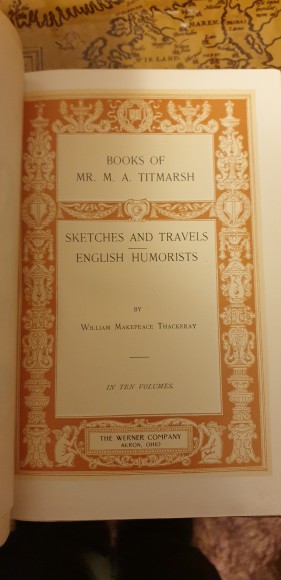 BOOKS OF
MR. M. A. TITMARSH
SKETCHES AND TRAVELS
ENGLISH HUMORISTS
BY
WILLIAM MAKEPEACE THACKERAY
IN TEN VOLUMES.
THE WERNER COMPANY
AKRON, OHIO